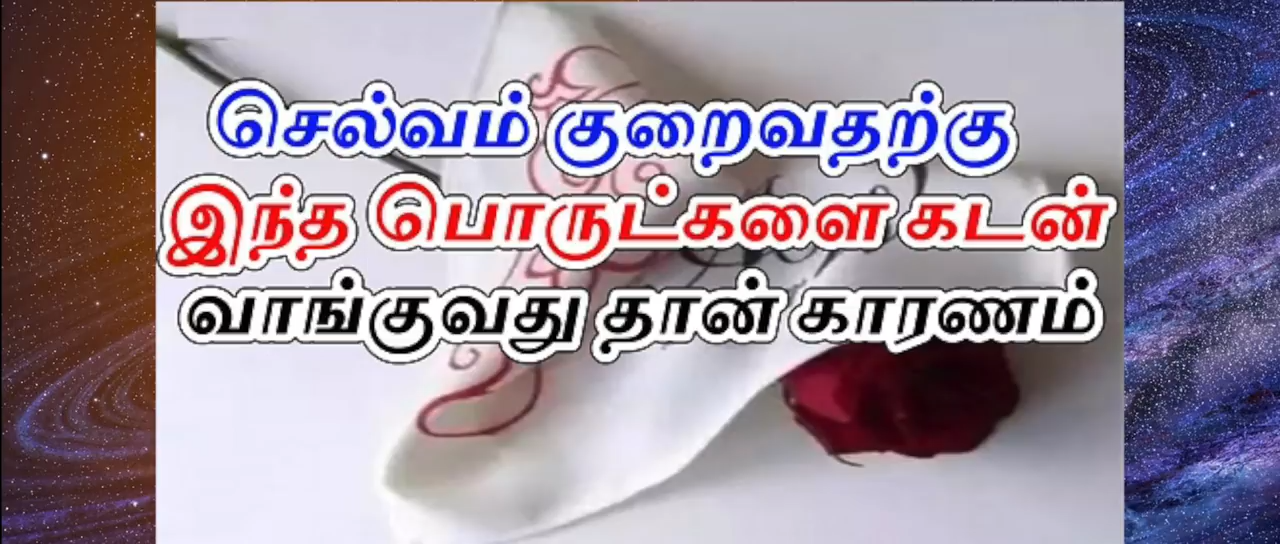 செல்வம் குறைவதற்கு
இந்த பொருட்களை கடன்
வாங்குவது தான் காரணம்